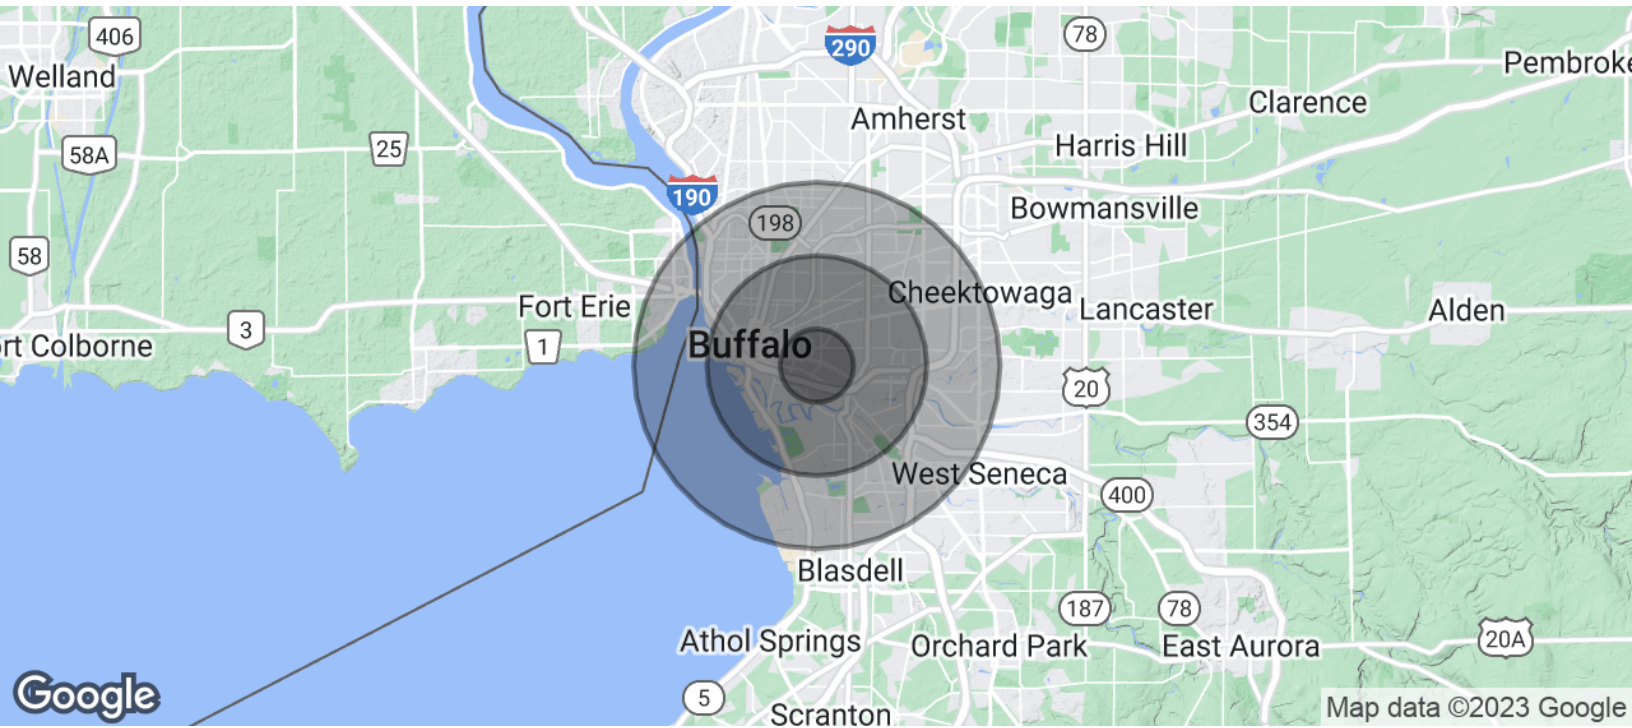 406
290
78
Welland
Pembroke
Clarence
Amherst
58A
25
Harris Hill
190
Bowmansville
198
58
Cheektowaga
Fort Erie
Lancaster
Alden
3
1
rt Colborne
Buffalo
20
354
West Seneca
400
Blasdell
187
78
Athol Springs
Orchard Park
East Aurora
20A
Google
5
Scranton
Map data ©2023 Google